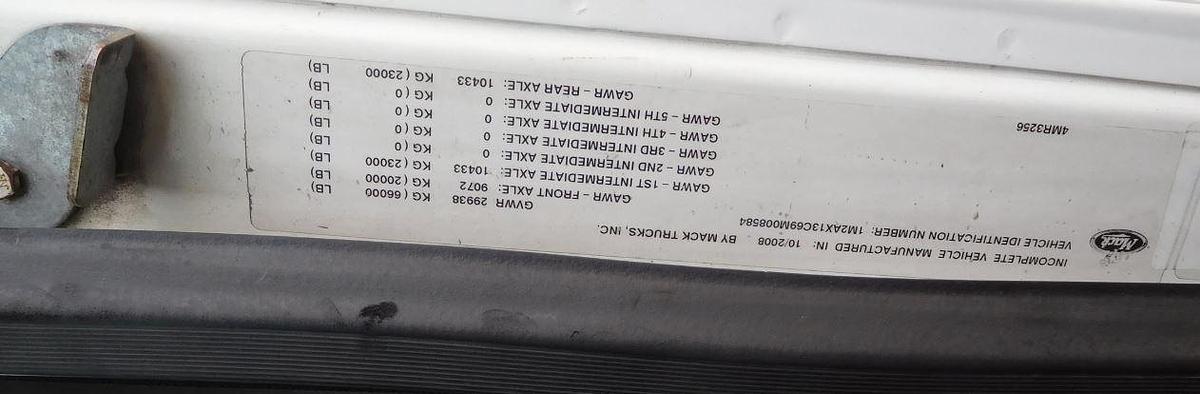 Mack
INCOMPLETE VEHICLE MANUFACTURED IN: 10/2008 BY MACK TRUCKS, INC.
VEHICLE IDENTIFICATION NUMBER: 1M2AX13C69M008584
GVWR 29938 KG ( 66000 LB)
GAWR - FRONT AXLE: 9072 KG ( 20000 LB)
GAWR - 1ST INTERMEDIATE AXLE: 10433 KG ( 23000 LB)
GAWR - 2ND INTERMEDIATE AXLE: 0 KG ( 0 LB)
GAWR - 3RD INTERMEDIATE AXLE: 0 KG ( 0 LB)
GAWR - 4TH INTERMEDIATE AXLE: 0 KG ( 0 LB)
GAWR - 5TH INTERMEDIATE AXLE: 0 KG ( 0 LB)
GAWR - REAR AXLE: 10433 KG ( 23000 LB)
4MR3256